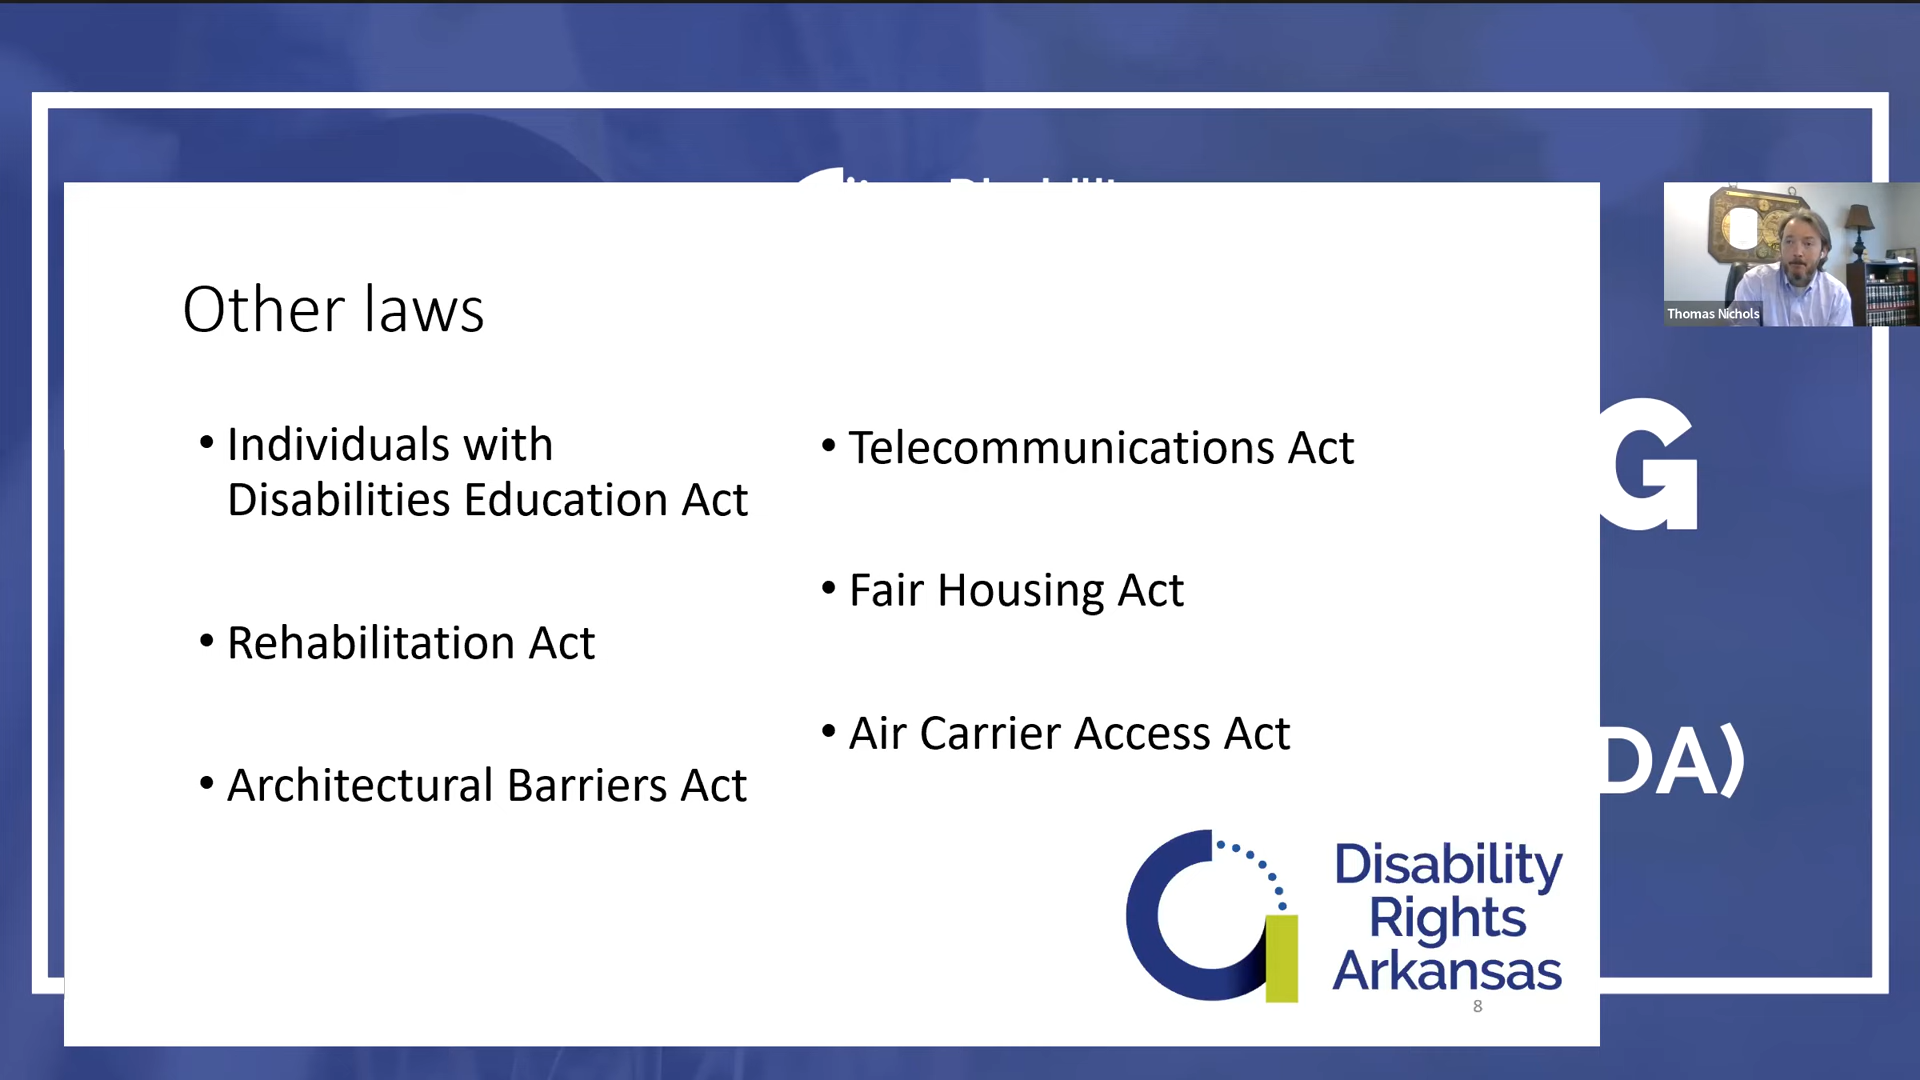 Other laws
• Individuals with
Disabilities Education Act
• Rehabilitation Act
• Architectural Barriers Act
• Telecommunications Act
• Fair Housing Act
• Air Carrier Access Act
Disability
Rights
Arkansas
8
Thomas Nichols
G
DA)